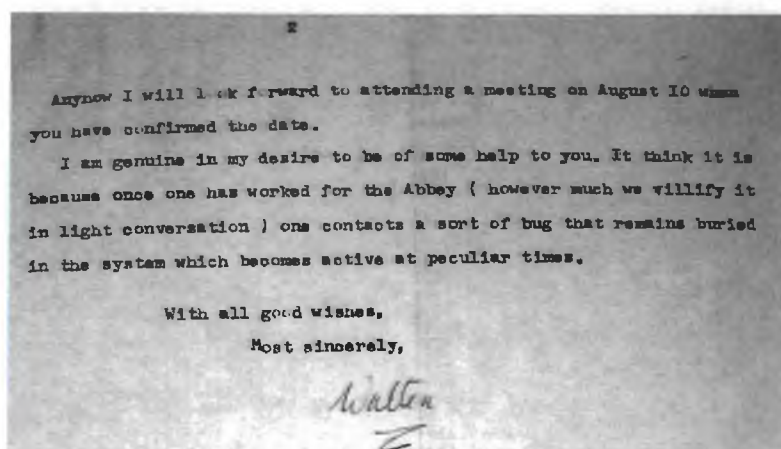 2
Anyhow I will look forward to attending a meeting on August IO when
you have confirmed the date.
I am genuine in my desire to be of some help to you. It think it is
because once one has worked for the Abbey ( however much we villify it
in light conversation ) one contacts a sort of bug that remains buried
in the system which becomes active at peculiar times.
With all good wishes,
Most sincerely,
Walter